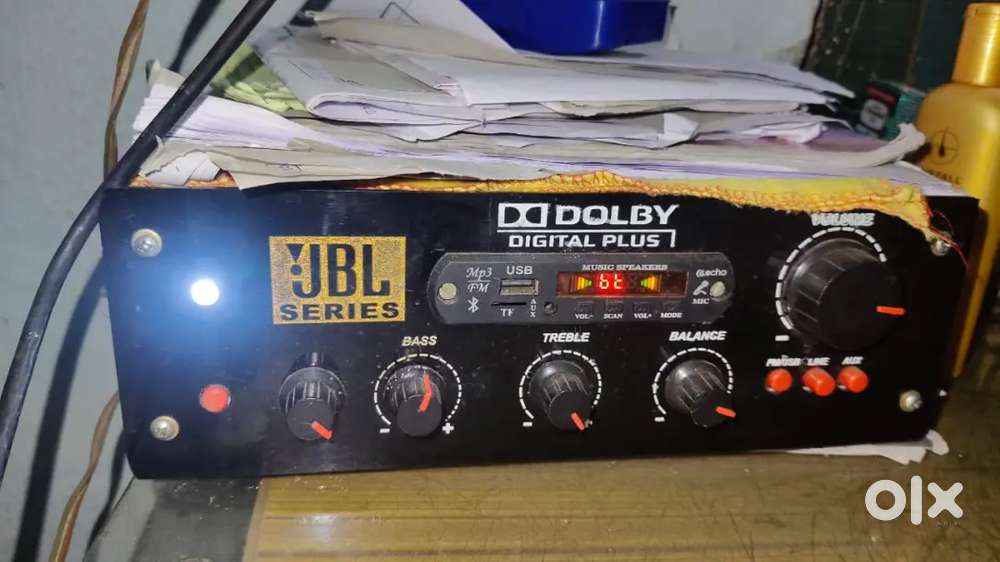 DOLBY
DIGITAL PLUS
JBL
SERIES
Mp3
FM
USB
TF
AUX
MUSIC SPEAKERS
bt
echo
MIC
VOL-
SCAN
VOL+
MODE
BASS
TREBLE
BALANCE
LINE
AUX
- +
-
-
-
olx